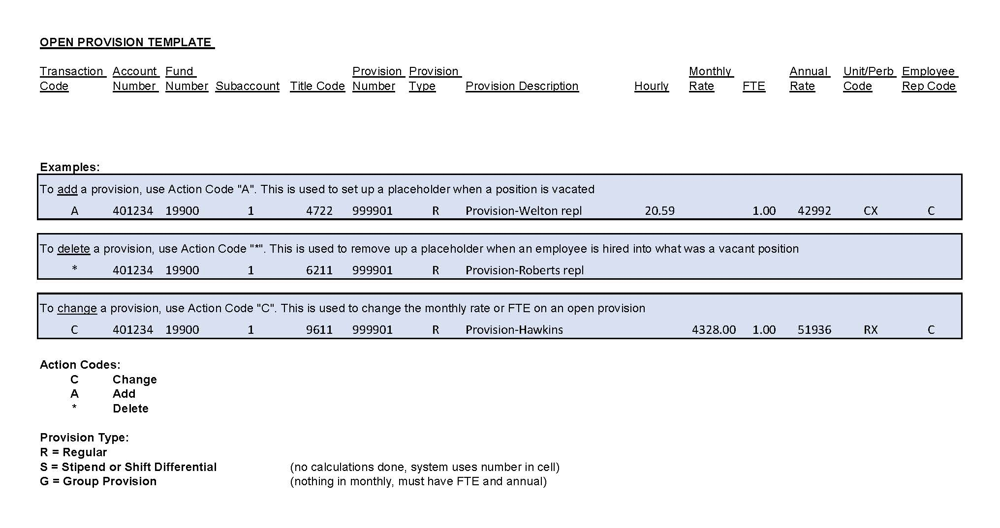 OPEN PROVISION TEMPLATE
Transaction Account Fund Provision Provision Monthly Annual Unit/Perb Employee
Code Number Number Subaccount Title Code Number Type Provision Description Hourly Rate FTE Rate Code Rep Code
Examples:
To add a provision, use Action Code "A". This is used to set up a placeholder when a position is vacated
A 401234 19900 1 4722 999901 R Provision-Welton repl 20.59 1.00 42992 CX C
To delete a provision, use Action Code "*". This is used to remove up a placeholder when an employee is hired into what was a vacant position
* 401234 19900 1 6211 999901 R Provision-Roberts repl
To change a provision, use Action Code "C". This is used to change the monthly rate or FTE on an open provision
C 401234 19900 1 9611 999901 R Provision-Hawkins 4328.00 1.00 51936 RX C
Action Codes:
C Change
A Add
* Delete
Provision Type:
R = Regular
S = Stipend or Shift Differential (no calculations done, system uses number in cell)
G = Group Provision (nothing in monthly, must have FTE and annual)